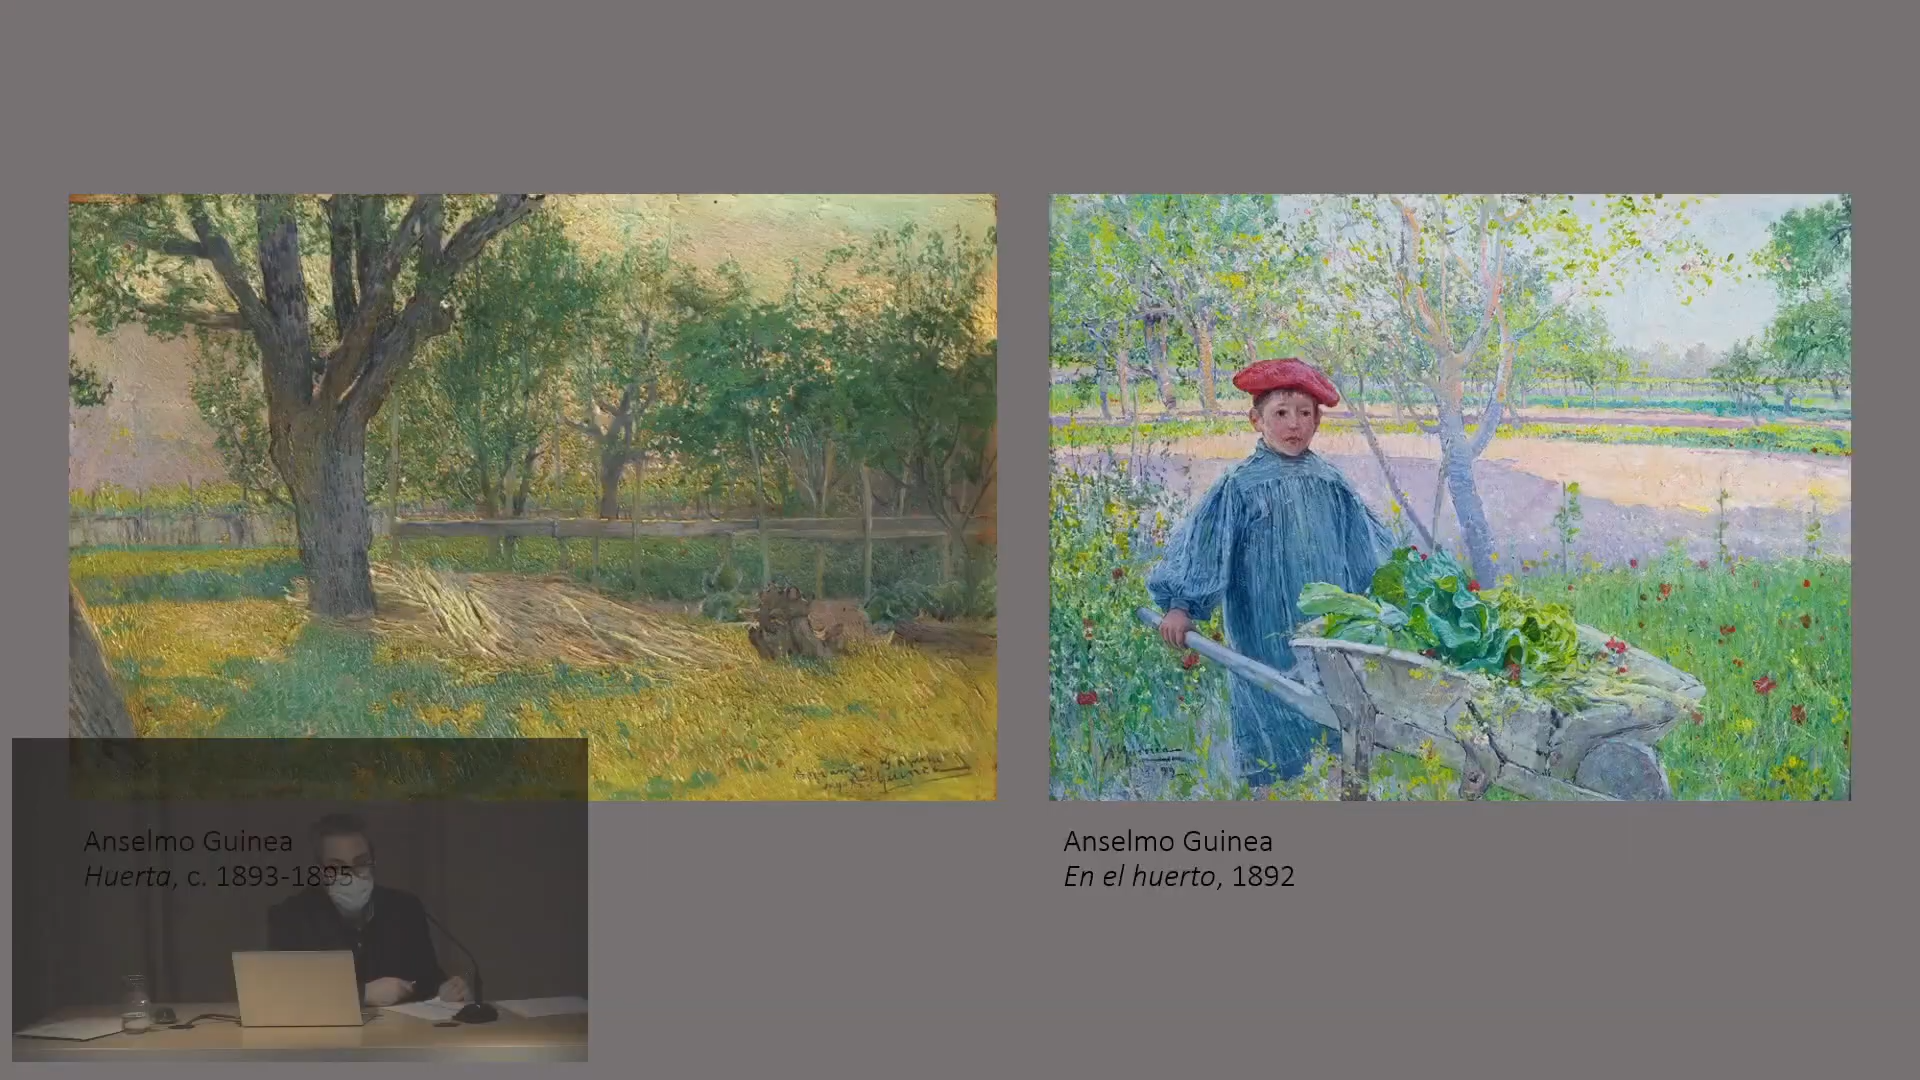 Anselmo Guinea
Huerta, c. 1893-1895
Anselmo Guinea
En el huerto, 1892